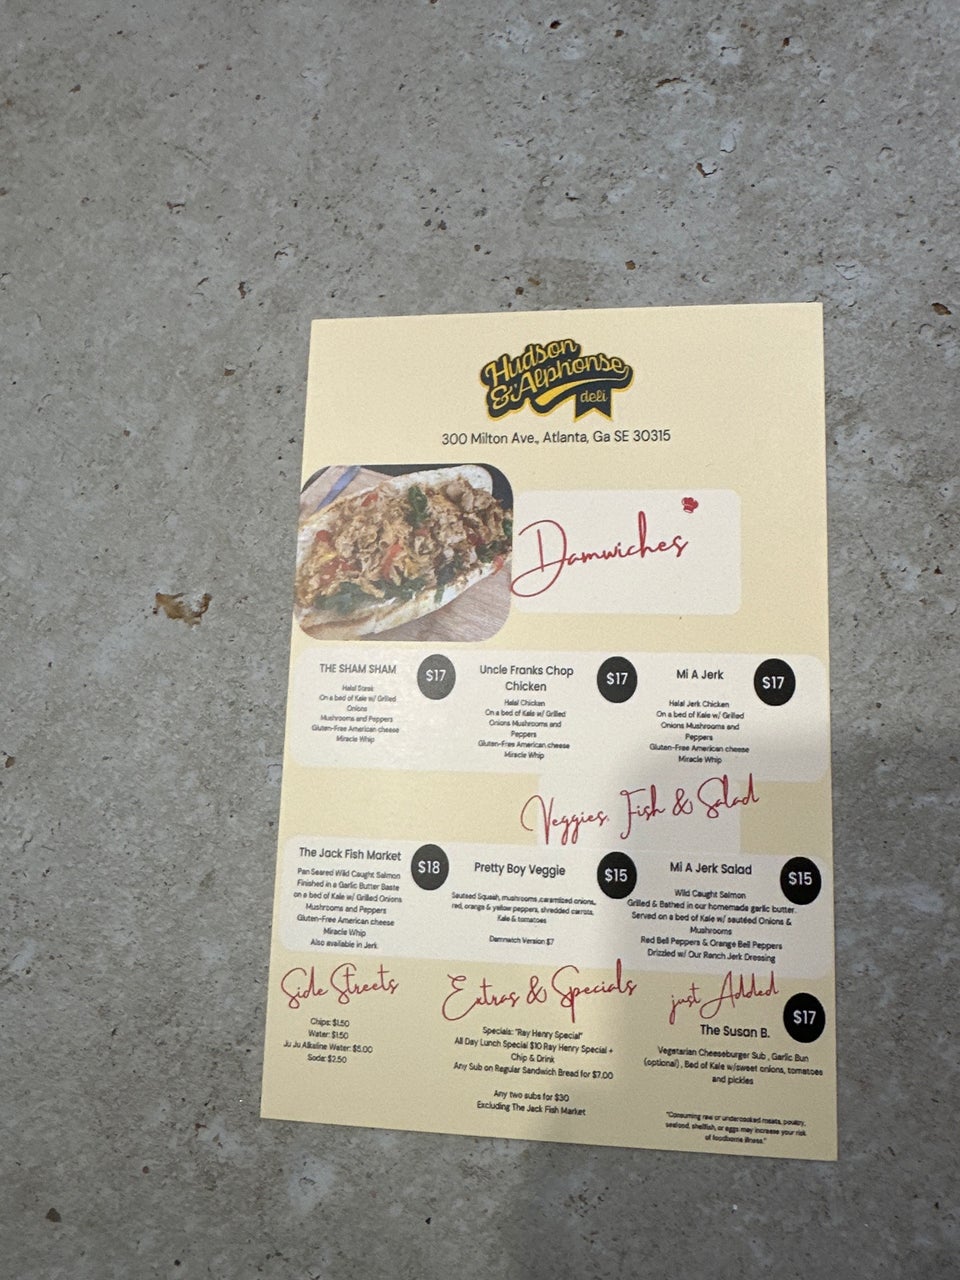 Hudson
& Alphonse
deli
300 Milton Ave., Atlanta, Ga SE 30315
Damwiches
THE SHAM SHAM
$17
Halal Steak
On a bed of Kale w/ Grilled
Onions
Mushrooms and Peppers
Gluten-Free American cheese
Miracle Whip
Uncle Franks Chop
Chicken
$17
Halal Chicken
On a bed of Kale w/ Grilled
Onions Mushrooms and
Peppers
Gluten-Free American cheese
Miracle Whip
Mi A Jerk
$17
Halal Jerk Chicken
On a bed of Kale w/ Grilled
Onions Mushrooms and
Peppers
Gluten-Free American cheese
Miracle Whip
Veggies, Fish & Salad
The Jack Fish Market
$18
Pan Seared Wild Caught Salmon
Finished in a Garlic Butter Baste
on a bed of Kale w/ Grilled Onions
Mushrooms and Peppers
Gluten-Free American cheese
Miracle Whip
Also available in Jerk
Pretty Boy Veggie
$15
Sauteed Squash, mushrooms, caramlized onions,
red, orange & yellow peppers, shredded carrots,
Kale & tomatoes
Damnwich Version $7
Mi A Jerk Salad
$15
Wild Caught Salmon
Grilled & Bathed in our homemade garlic butter.
Served on a bed of Kale w/ sautéed Onions &
Mushrooms
Red Bell Peppers & Orange Bell Peppers
Drizzled w/ Our Ranch Jerk Dressing
Side Streets
Chips: $1.50
Water: $1.50
Ju Ju Alkaline Water: $5.00
Soda: $2.50
Extras & Specials
Specials: "Ray Henry Special"
All Day Lunch Special $10 Ray Henry Special +
Chip & Drink
Any Sub on Regular Sandwich Bread for $7.00
Any two subs for $30
Excluding The Jack Fish Market
just Added
$17
The Susan B.
Vegetarian Cheeseburger Sub , Garlic Bun
(optional) , Bed of Kale w/sweet onions, tomatoes
and pickles
"Consuming raw or undercooked meats, poultry,
seafood, shellfish, or eggs may increase your risk
of foodborne illness."